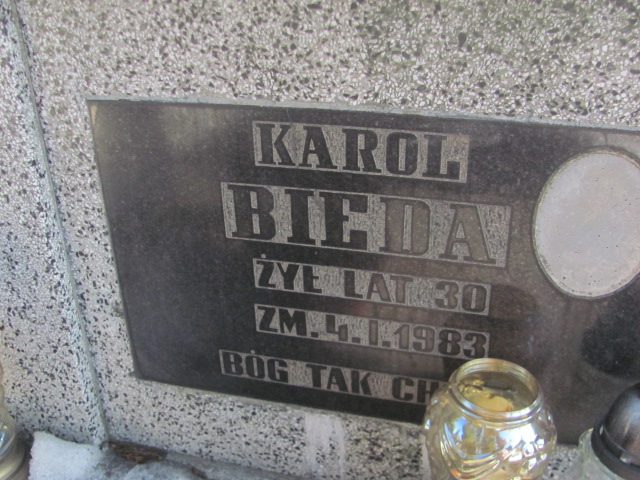 KAROL
BIEDA
ŻYŁ LAT 30
ZM. 4. I. 1983
BÓG TAK